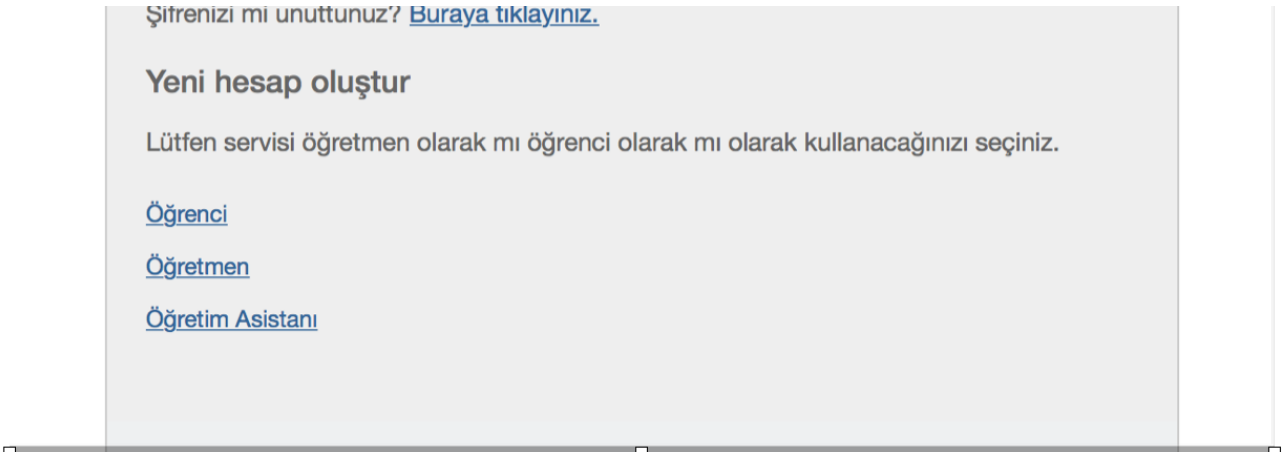 Şifrenizi mi unuttunuz? Buraya tıklayınız.
Yeni hesap oluştur
Lütfen servisi öğretmen olarak mı öğrenci olarak mı olarak kullanacağınızı seçiniz.
Öğrenci
Öğretmen
Öğretim Asistanı